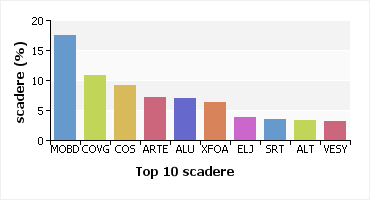 scadere (%)
20
15
10
5
0
MOBD COVG COS ARTE ALU XFOA ELJ SRT ALT VESY
Top 10 scadere